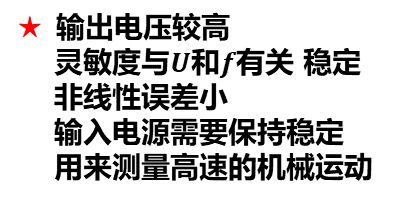 ★ 输出电压较高
灵敏度与U和f有关 稳定
非线性误差小
输入电源需要保持稳定
用来测量高速的机械运动